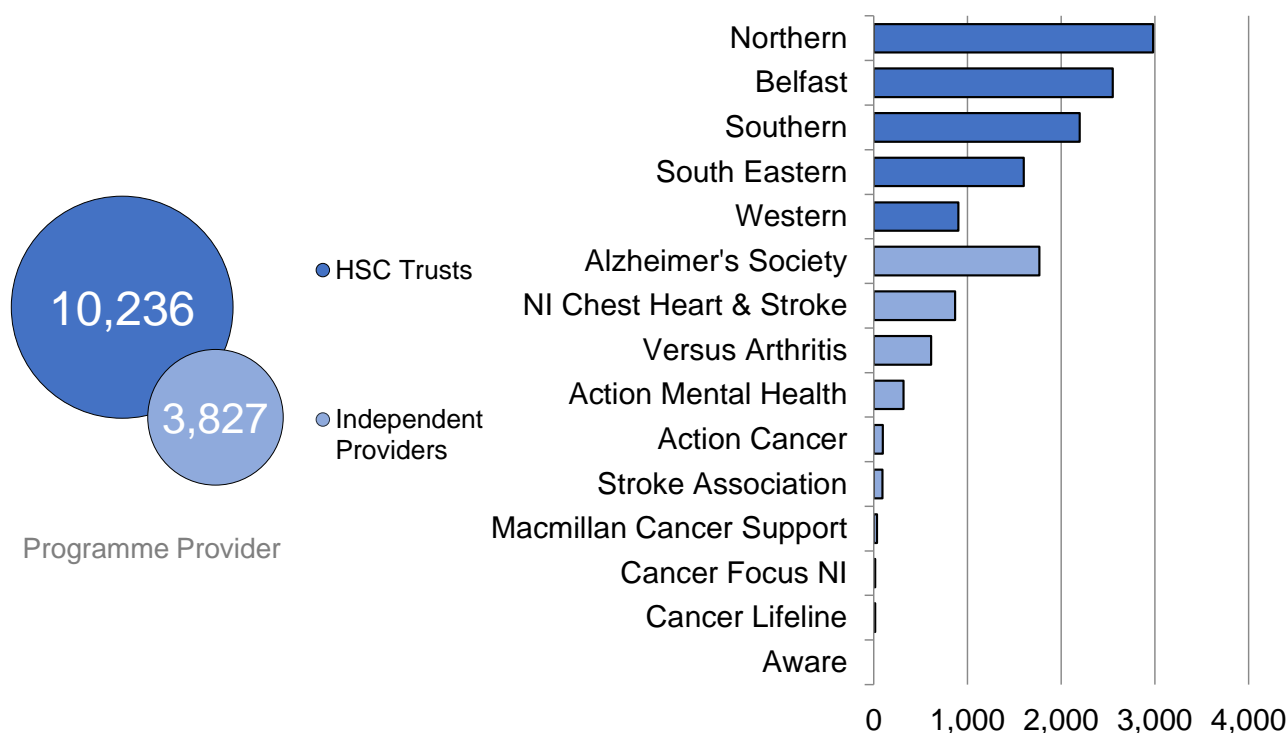 10,236
3,827
HSC Trusts
Independent
Providers
Programme Provider
Northern
Belfast
Southern
South Eastern
Western
Alzheimer's Society
NI Chest Heart & Stroke
Versus Arthritis
Action Mental Health
Action Cancer
Stroke Association
Macmillan Cancer Support
Cancer Focus NI
Cancer Lifeline
Aware
0 1,000 2,000 3,000 4,000